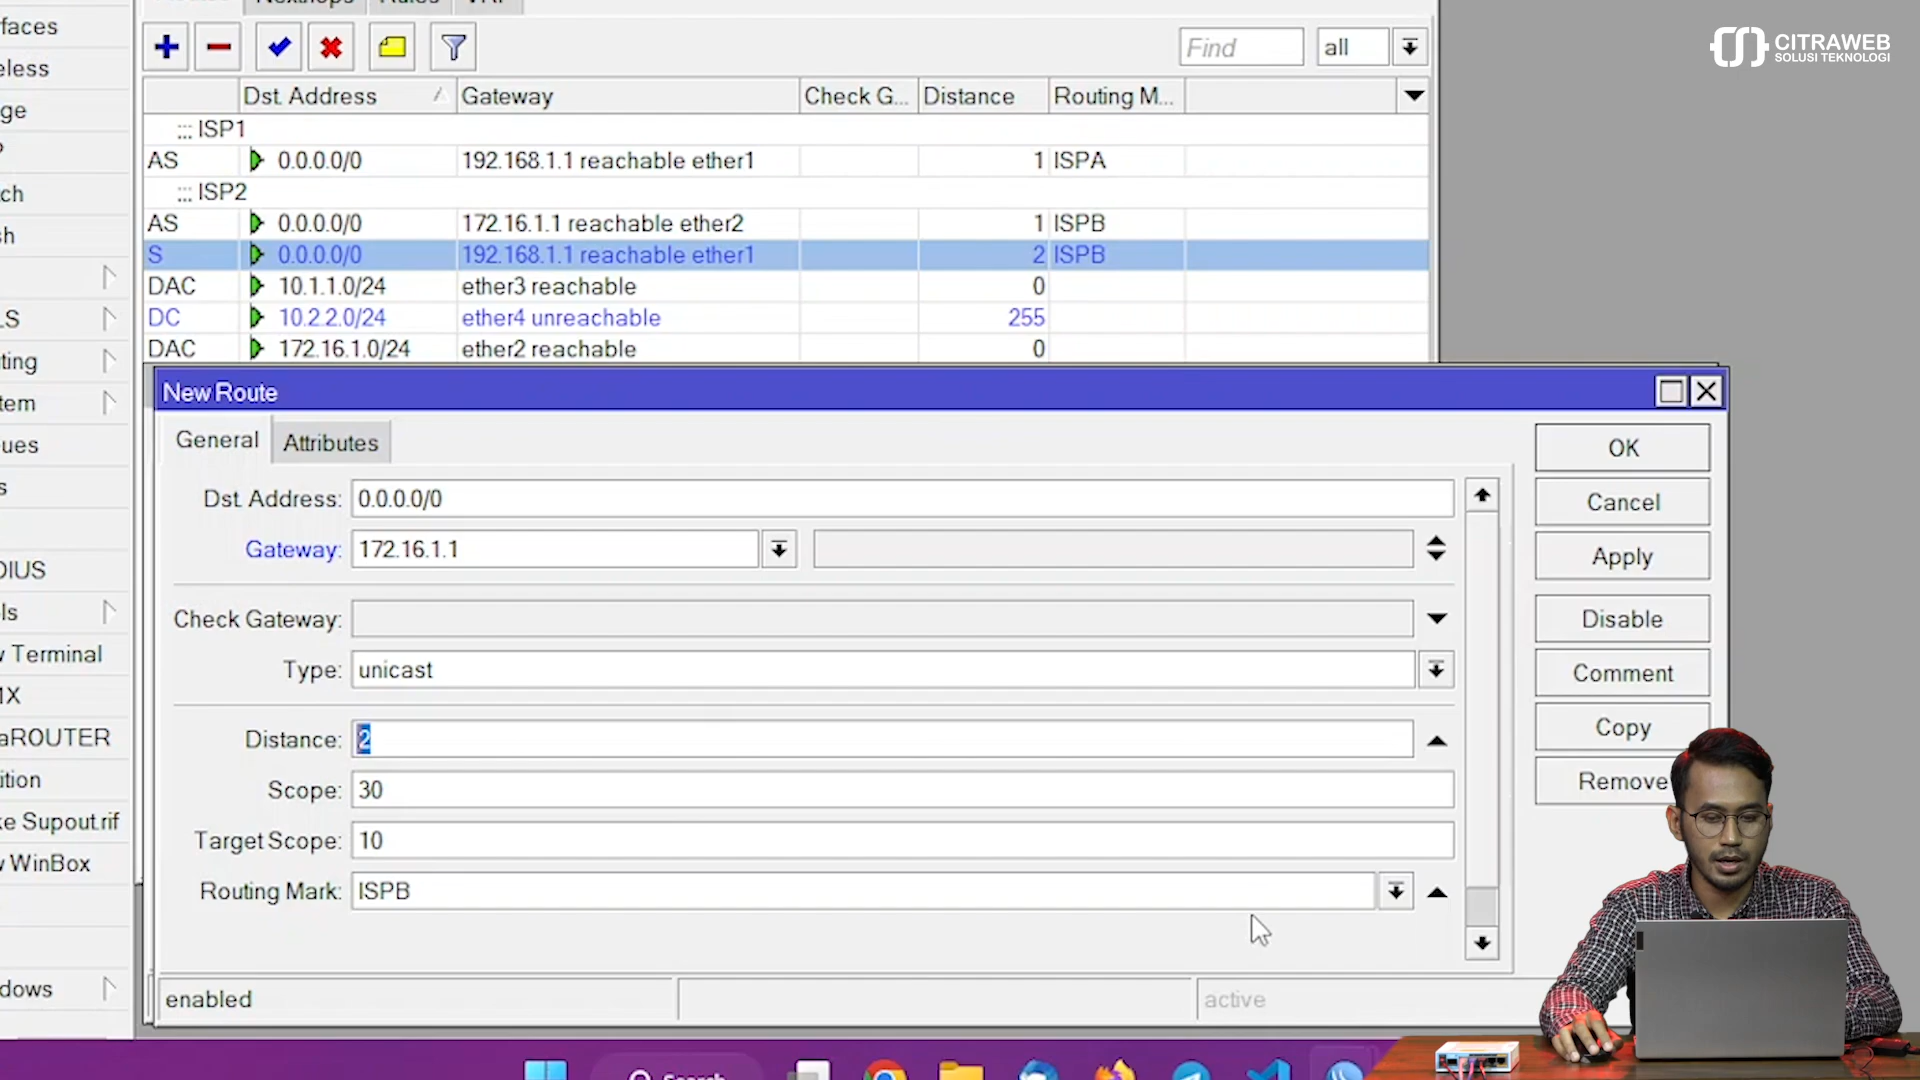 Find
all
CITRAWEB
SOLUSI TEKNOLOGI
Dst. Address Gateway Check G... Distance Routing M...
::: ISP1
AS 0.0.0.0/0 192.168.1.1 reachable ether1 1 ISPA
::: ISP2
AS 0.0.0.0/0 172.16.1.1 reachable ether2 1 ISPB
S 0.0.0.0/0 192.168.1.1 reachable ether1 2 ISPB
DAC 10.1.1.0/24 ether3 reachable 0
DC 10.2.2.0/24 ether4 unreachable 255
DAC 172.16.1.0/24 ether2 reachable 0
New Route
General Attributes
Dst. Address: 0.0.0.0/0
Gateway: 172.16.1.1
Check Gateway:
Type: unicast
Distance: 2
Scope: 30
Target Scope: 10
Routing Mark: ISPB
enabled active
OK
Cancel
Apply
Disable
Comment
Copy
Remove
faces
eless
ge
ch
sh
LS
ting
tem
ues
s
DIUS
ls
w Terminal
IX
aROUTER
tition
ke Supout.rif
w WinBox
dows